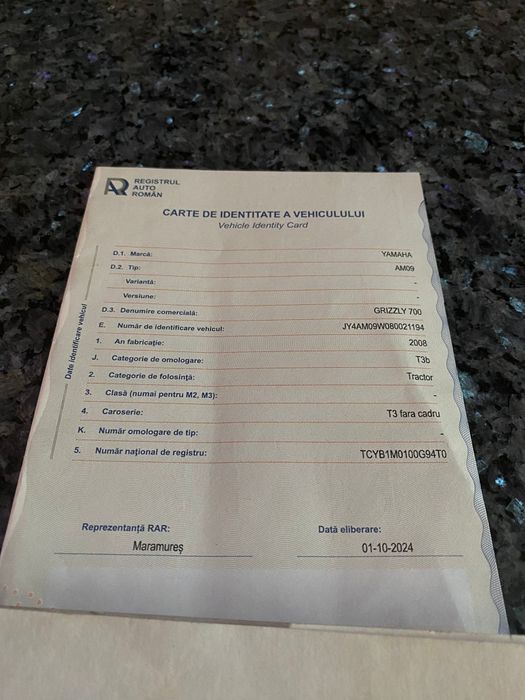 REGISTRUL
AUTO
ROMÂN
CARTE DE IDENTITATE A VEHICULULUI
Vehicle Identity Card
Date identificare vehicul
D.1. Marcă: YAMAHA
D.2. Tip: AM09
Variantă: -
Versiune: -
D.3. Denumire comercială: GRIZZLY 700
E. Număr de identificare vehicul: JY4AM09W080021194
1. An fabricație: 2008
J. Categorie de omologare: T3b
2. Categorie de folosință: Tractor
3. Clasă (numai pentru M2, M3): -
4. Caroserie: T3 fara cadru
K. Număr omologare de tip: -
5. Număr național de registru: TCYB1M0100G94T0
Reprezentanță RAR: Dată eliberare:
Maramureș 01-10-2024